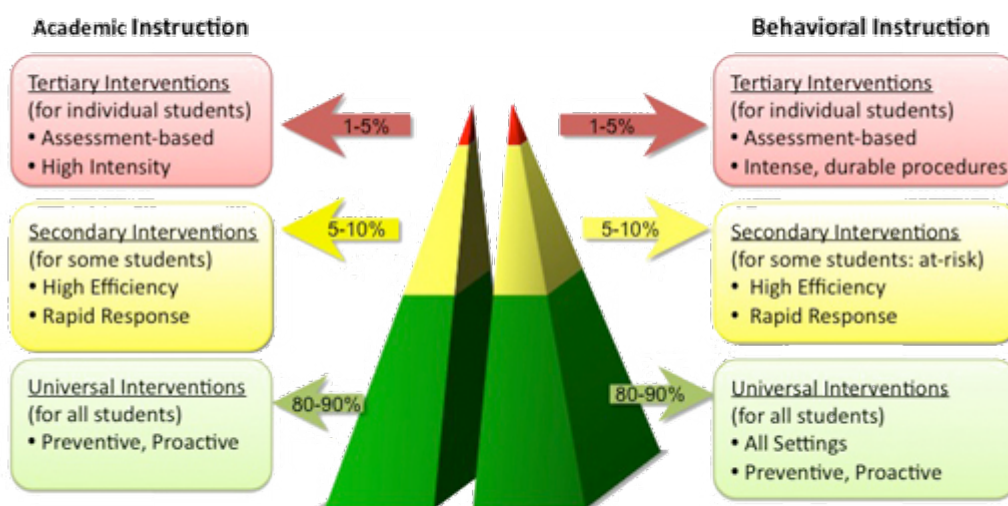 Academic Instruction
Tertiary Interventions
(for individual students)
• Assessment-based
• High Intensity
1-5%
Secondary Interventions
(for some students)
• High Efficiency
• Rapid Response
5-10%
Universal Interventions
(for all students)
• Preventive, Proactive
80-90%
Behavioral Instruction
1-5%
Tertiary Interventions
(for individual students)
• Assessment-based
• Intense, durable procedures
5-10%
Secondary Interventions
(for some students: at-risk)
• High Efficiency
• Rapid Response
80-90%
Universal Interventions
(for all students)
• All Settings
• Preventive, Proactive